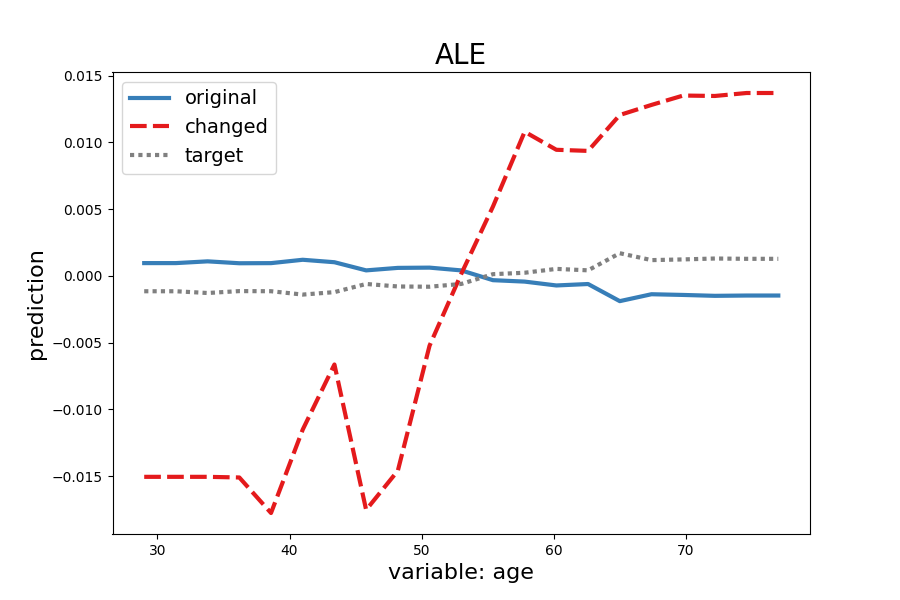 ALE
0.015
0.010
0.005
0.000
−0.005
−0.010
−0.015
prediction
original
changed
target
30 40 50 60 70
variable: age